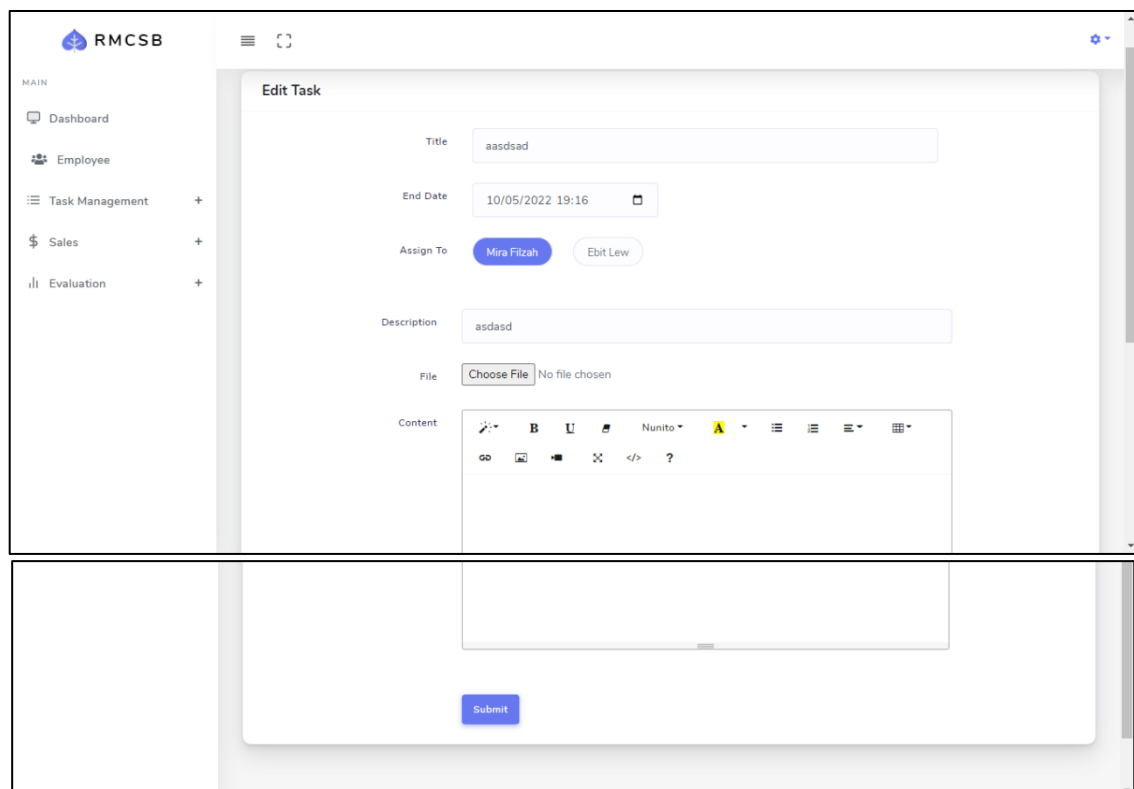 RMCSB
MAIN
Dashboard
Employee
Task Management +
Sales +
Evaluation +
Edit Task
Title aasdsad
End Date 10/05/2022 19:16
Assign To Mira Filzah Ebit Lew
Description asdasd
File Choose File No file chosen
Content
B U Nunito A
</> ?
Submit